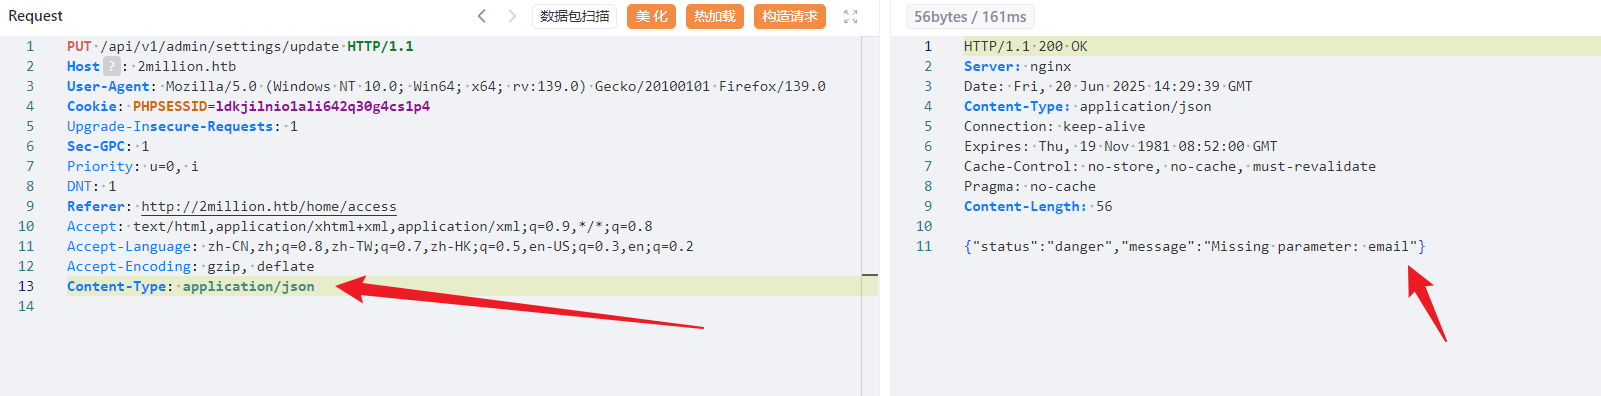 Request
数据包扫描
美化
热加载
构造请求
1 PUT /api/v1/admin/settings/update HTTP/1.1
2 Host ? : 2million.htb
3 User-Agent: Mozilla/5.0 (Windows NT 10.0; Win64; x64; rv:139.0) Gecko/20100101 Firefox/139.0
4 Cookie: PHPSESSID=ldkjilnio1ali642q30g4cs1p4
5 Upgrade-Insecure-Requests: 1
6 Sec-GPC: 1
7 Priority: u=0, i
8 DNT: 1
9 Referer: http://2million.htb/home/access
10 Accept: text/html,application/xhtml+xml,application/xml;q=0.9,*/*;q=0.8
11 Accept-Language: zh-CN,zh;q=0.8,zh-TW;q=0.7,zh-HK;q=0.5,en-US;q=0.3,en;q=0.2
12 Accept-Encoding: gzip, deflate
13 Content-Type: application/json
14
56bytes / 161ms
1 HTTP/1.1 200 OK
2 Server: nginx
3 Date: Fri, 20 Jun 2025 14:29:39 GMT
4 Content-Type: application/json
5 Connection: keep-alive
6 Expires: Thu, 19 Nov 1981 08:52:00 GMT
7 Cache-Control: no-store, no-cache, must-revalidate
8 Pragma: no-cache
9 Content-Length: 56
10
11 {"status":"danger","message":"Missing parameter: email"}